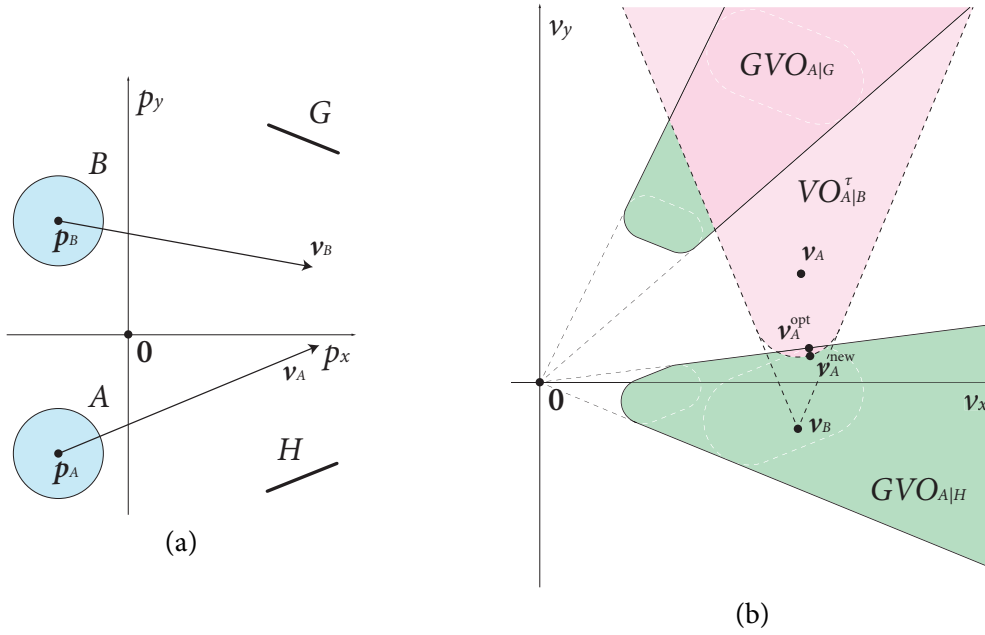 p_y
G
B
p_B
v_B
0
p_x
v_A
A
p_A
H
(a)
v_y
GVO_{A|G}
VO^τ_{A|B}
v_A
v_A^{opt}
v_A^{new}
0
v_x
v_B
GVO_{A|H}
(b)